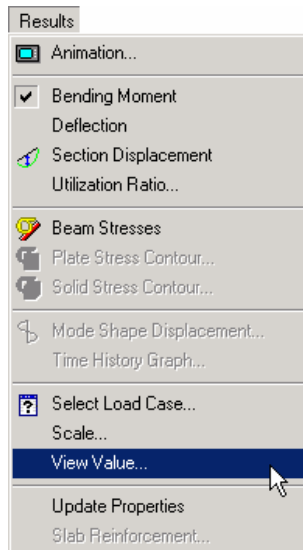 Results
Animation...
Bending Moment
Deflection
Section Displacement
Utilization Ratio...
Beam Stresses
Plate Stress Contour...
Solid Stress Contour...
Mode Shape Displacement...
Time History Graph...
Select Load Case...
Scale...
View Value...
Update Properties
Slab Reinforcement...